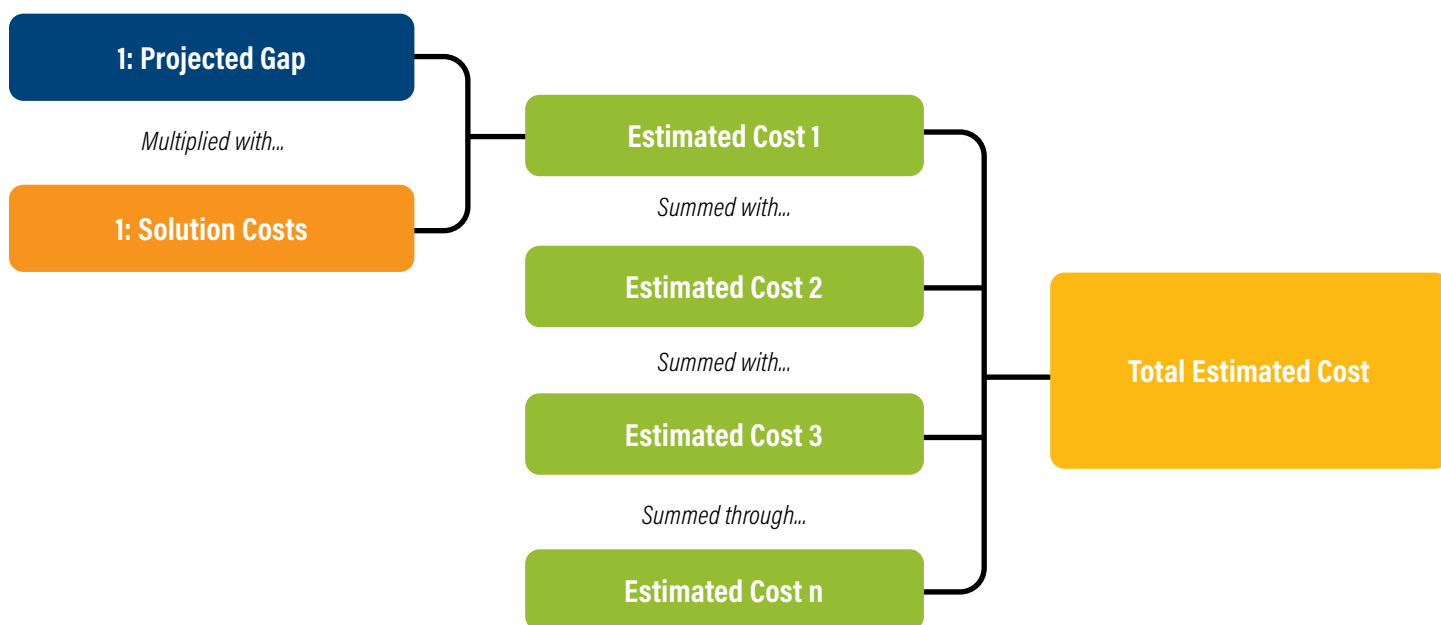 1: Projected Gap
Multiplied with...
1: Solution Costs
Estimated Cost 1
Summed with...
Estimated Cost 2
Summed with...
Estimated Cost 3
Summed through...
Estimated Cost n
Total Estimated Cost